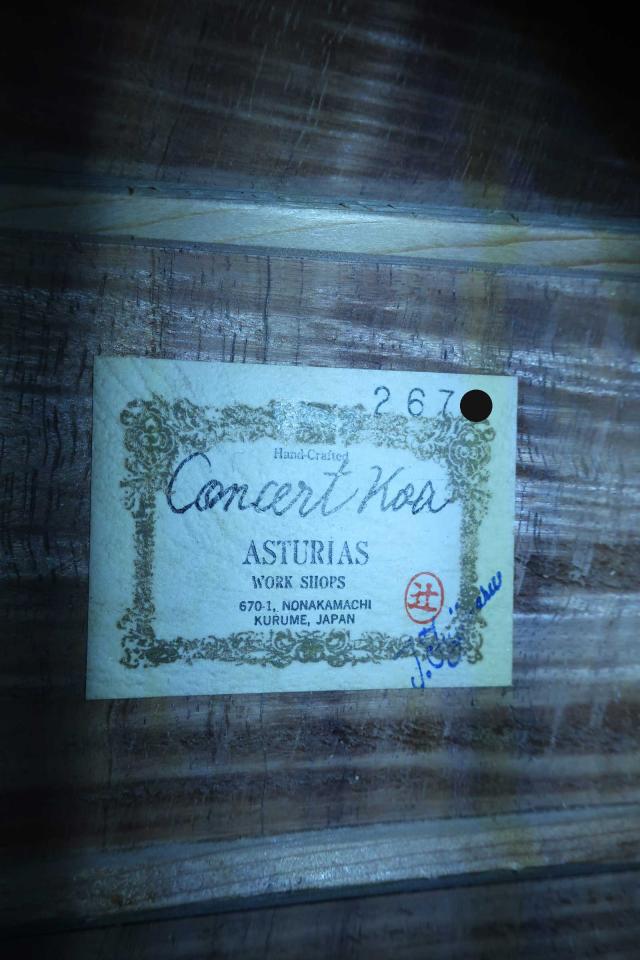 267
Hand-Crafted
Concert Koa
ASTURIAS
WORK SHOPS
670-1, NONAKAMACHI
KURUME, JAPAN
辻